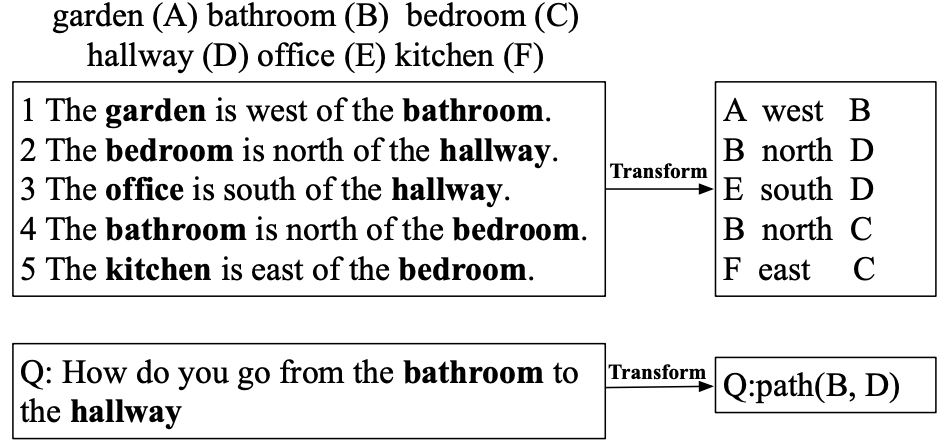 garden (A) bathroom (B) bedroom (C)
hallway (D) office (E) kitchen (F)
1 The garden is west of the bathroom.
2 The bedroom is north of the hallway.
3 The office is south of the hallway.
4 The bathroom is north of the bedroom.
5 The kitchen is east of the bedroom.
Transform
A west B
B north D
E south D
B north C
F east C
Q: How do you go from the bathroom to
the hallway
Transform
Q:path(B, D)